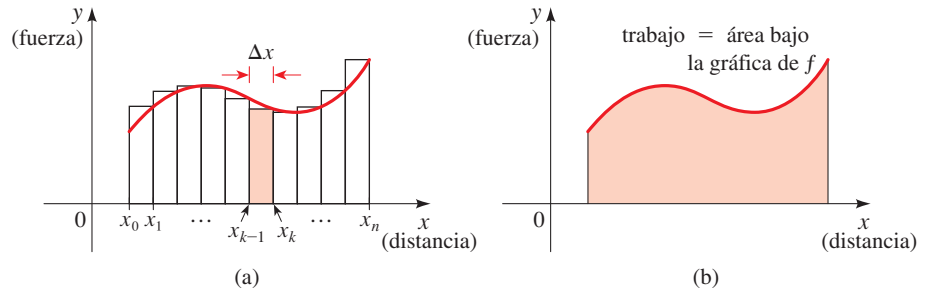 y
(fuerza)
Δx
0
x₀ x₁ ... xₖ₋₁ xₖ ... xₙ
x
(distancia)
(a)
y
(fuerza)
trabajo = área bajo
la gráfica de f
0
x
(distancia)
(b)